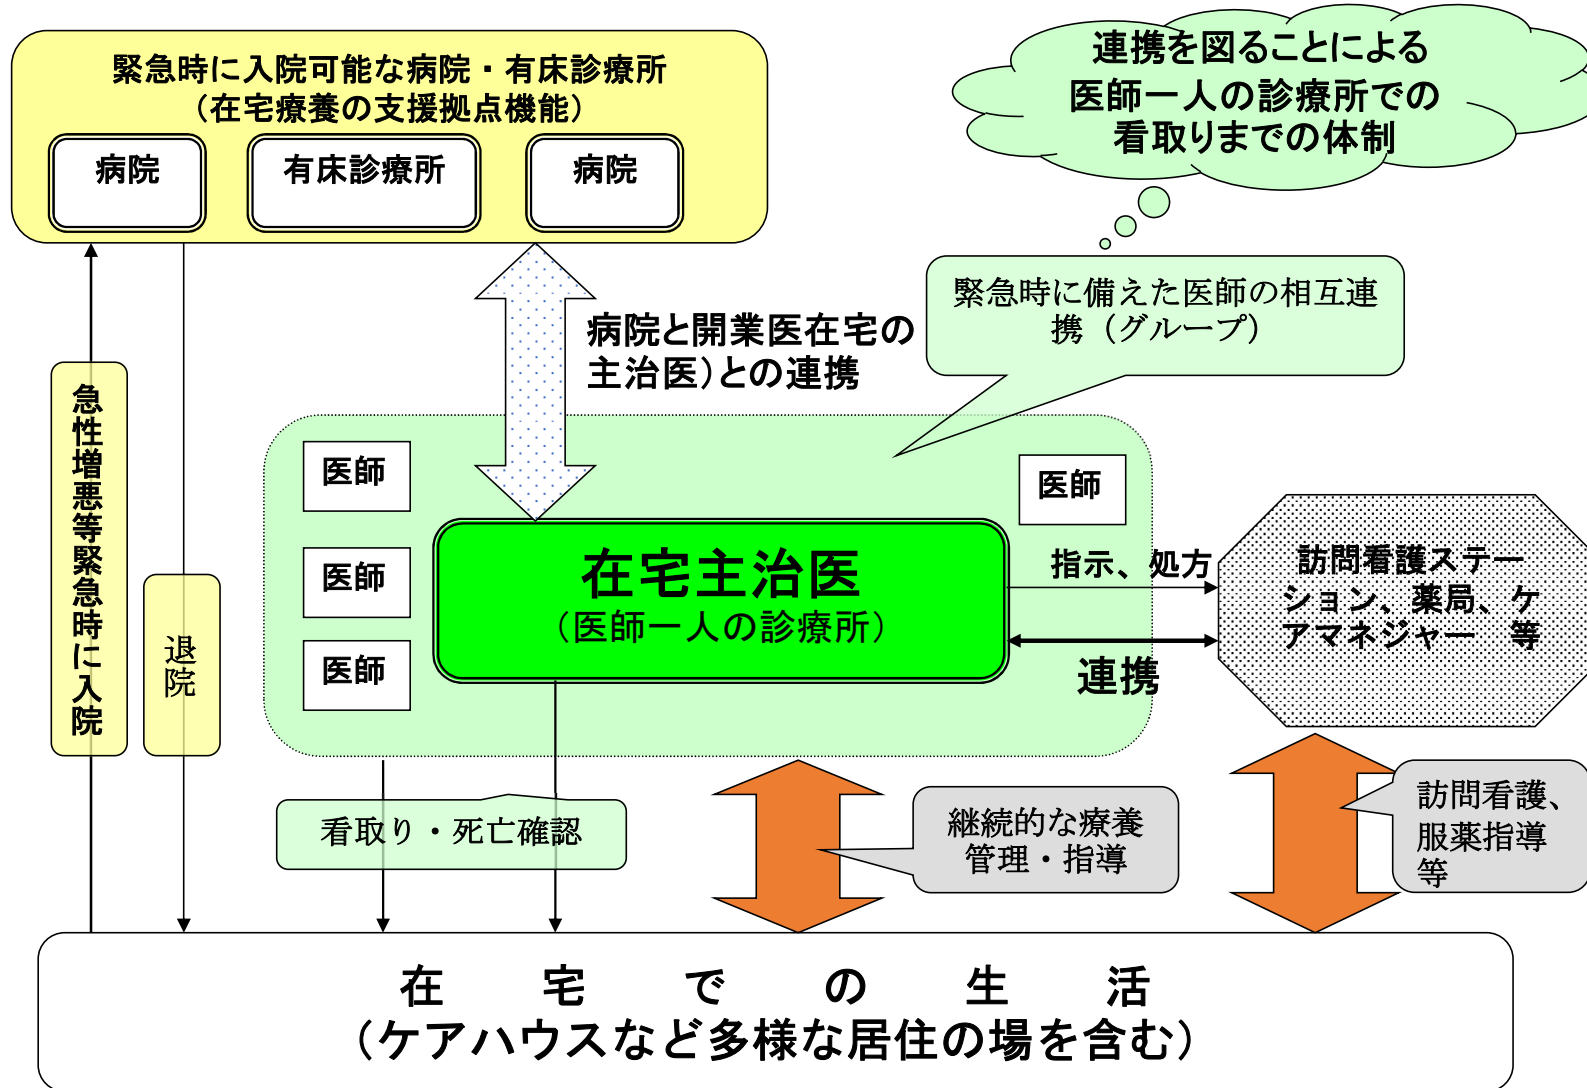 緊急時に入院可能な病院・有床診療所
（在宅療養の支援拠点機能）
病院
有床診療所
病院
連携を図ることによる
医師一人の診療所での
看取りまでの体制
緊急時に備えた医師の相互連
携（グループ）
病院と開業医在宅の
主治医）との連携
急性増悪等緊急時に入院
退院
医師
医師
医師
医師
在宅主治医
（医師一人の診療所）
指示、処方
連携
訪問看護ステー
ション、薬局、ケ
アマネジャー　等
看取り・死亡確認
継続的な療養
管理・指導
訪問看護、
服薬指導
等
在宅での生活
（ケアハウスなど多様な居住の場を含む）